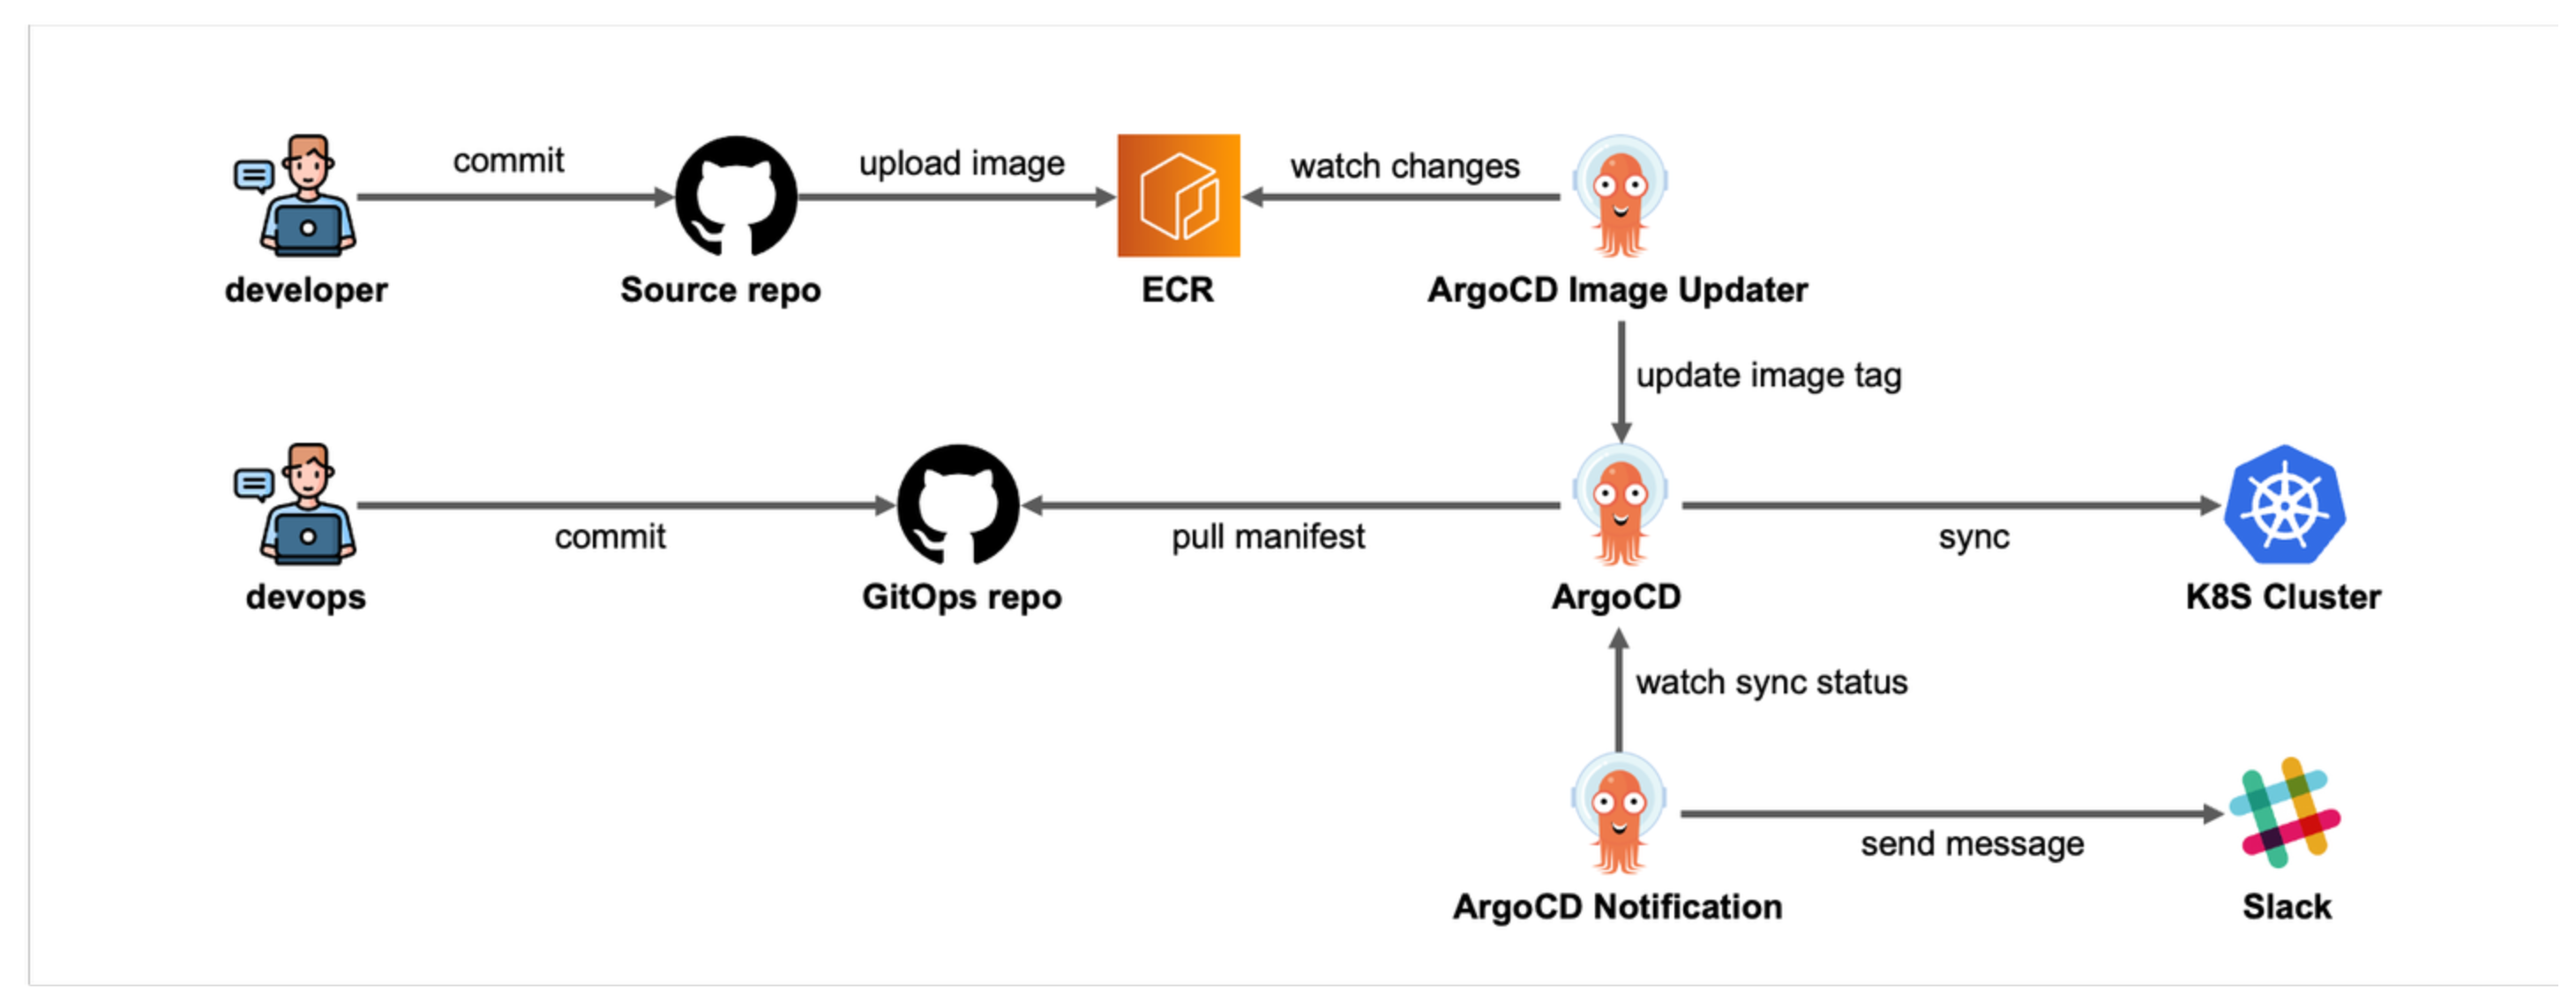 commit
upload image
watch changes
developer
Source repo
ECR
ArgoCD Image Updater
update image tag
commit
pull manifest
sync
devops
GitOps repo
ArgoCD
K8S Cluster
watch sync status
send message
ArgoCD Notification
Slack